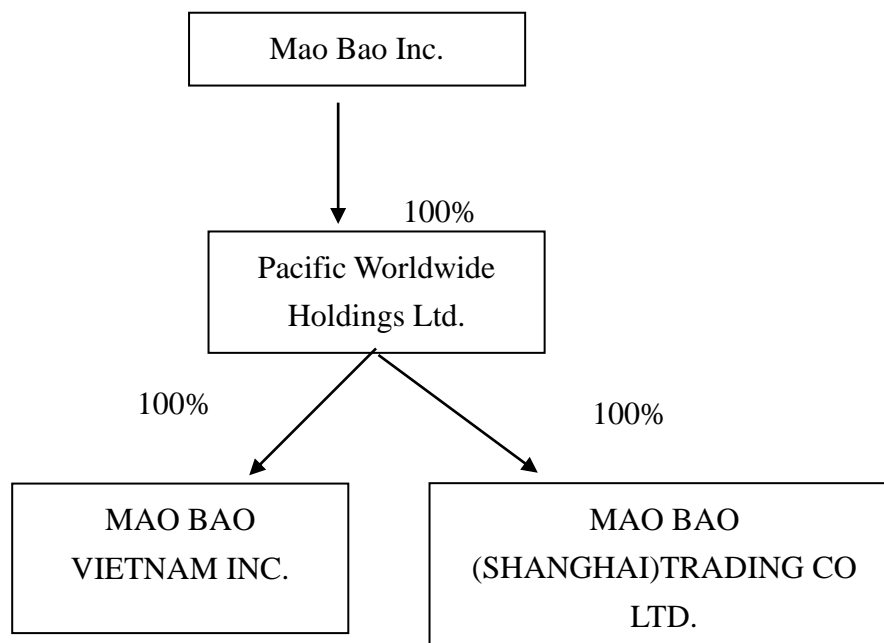 Mao Bao Inc.
100%
Pacific Worldwide
Holdings Ltd.
100%
100%
MAO BAO
VIETNAM INC.
MAO BAO
(SHANGHAI)TRADING CO
LTD.